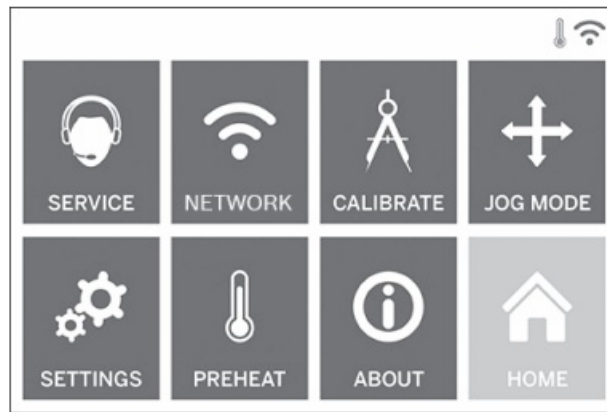 SERVICE
NETWORK
CALIBRATE
JOG MODE
SETTINGS
PREHEAT
ABOUT
HOME